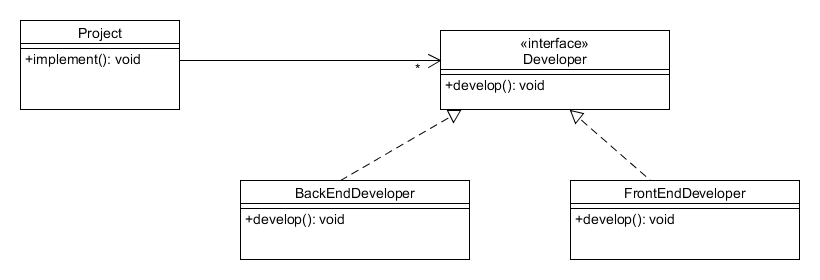 Project
+implement(): void
*
«interface»
Developer
+develop(): void
BackEndDeveloper
+develop(): void
FrontEndDeveloper
+develop(): void